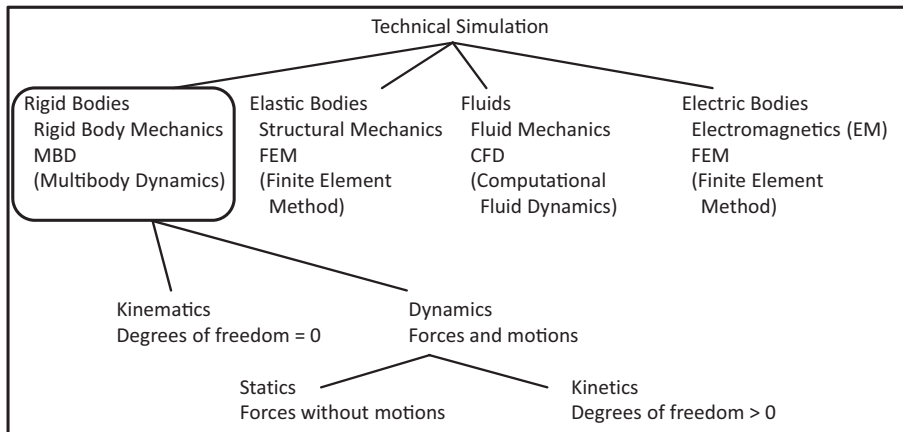 Technical Simulation
Rigid Bodies
Rigid Body Mechanics
MBD
(Multibody Dynamics)
Elastic Bodies
Structural Mechanics
FEM
(Finite Element
Method)
Fluids
Fluid Mechanics
CFD
(Computational
Fluid Dynamics)
Electric Bodies
Electromagnetics (EM)
FEM
(Finite Element
Method)
Kinematics
Degrees of freedom = 0
Dynamics
Forces and motions
Statics
Forces without motions
Kinetics
Degrees of freedom > 0